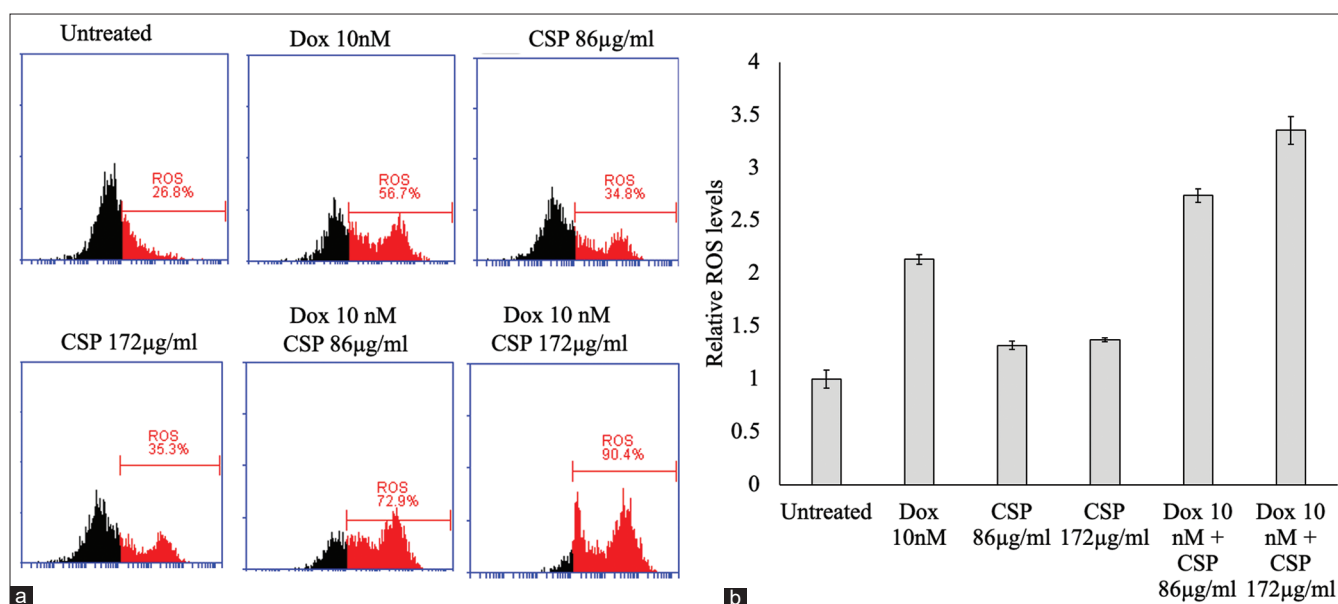 Untreated
Dox 10nM
CSP 86µg/ml
ROS
26.8%
ROS
56.7%
ROS
34.8%
CSP 172µg/ml
Dox 10 nM
CSP 86µg/ml
Dox 10 nM
CSP 172µg/ml
ROS
35.3%
ROS
72.9%
ROS
90.4%
a
Relative ROS levels
4
3.5
3
2.5
2
1.5
1
0.5
0
Untreated
Dox
10nM
CSP
86µg/ml
CSP
172µg/ml
Dox 10
nM +
CSP
86µg/ml
Dox 10
nM +
CSP
172µg/ml
b